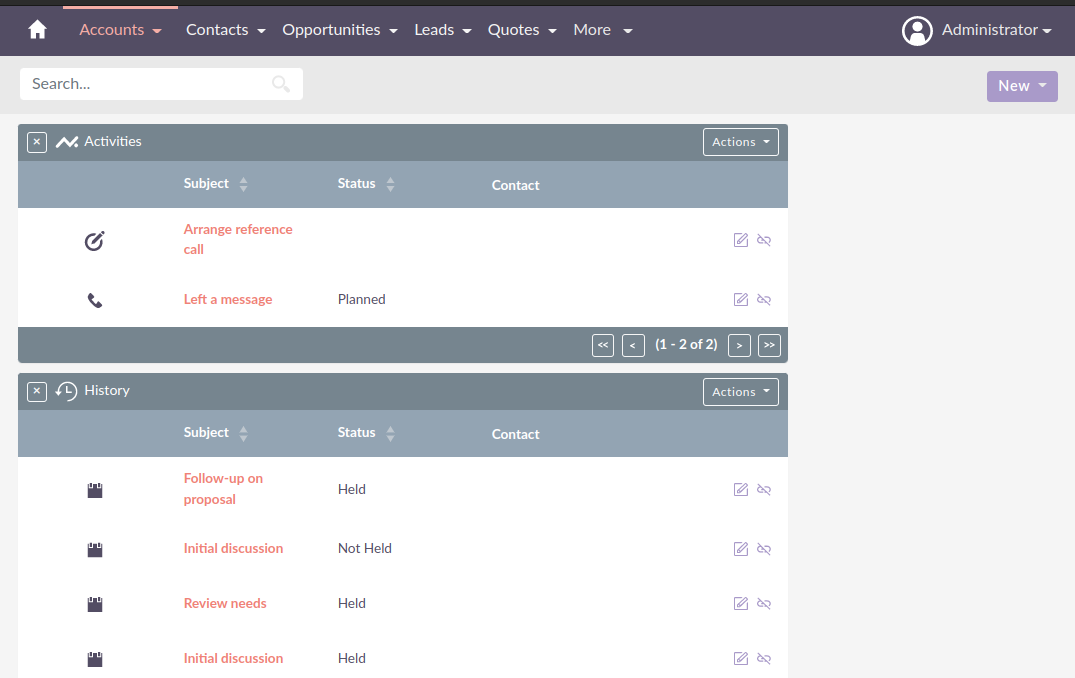 Accounts Contacts Opportunities Leads Quotes More Administrator
Search... New
Activities Actions
Subject Status Contact
Arrange reference
call
Left a message Planned
<< < (1 - 2 of 2) > >>
History Actions
Subject Status Contact
Follow-up on
proposal
Held
Initial discussion Not Held
Review needs Held
Initial discussion Held